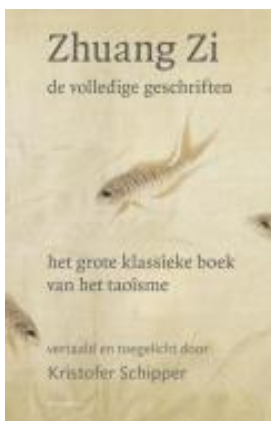 Zhuang Zi
de volledige geschriften
het grote klassieke boek
van het taoïsme
vertaald en toegelicht door
Kristofer Schipper